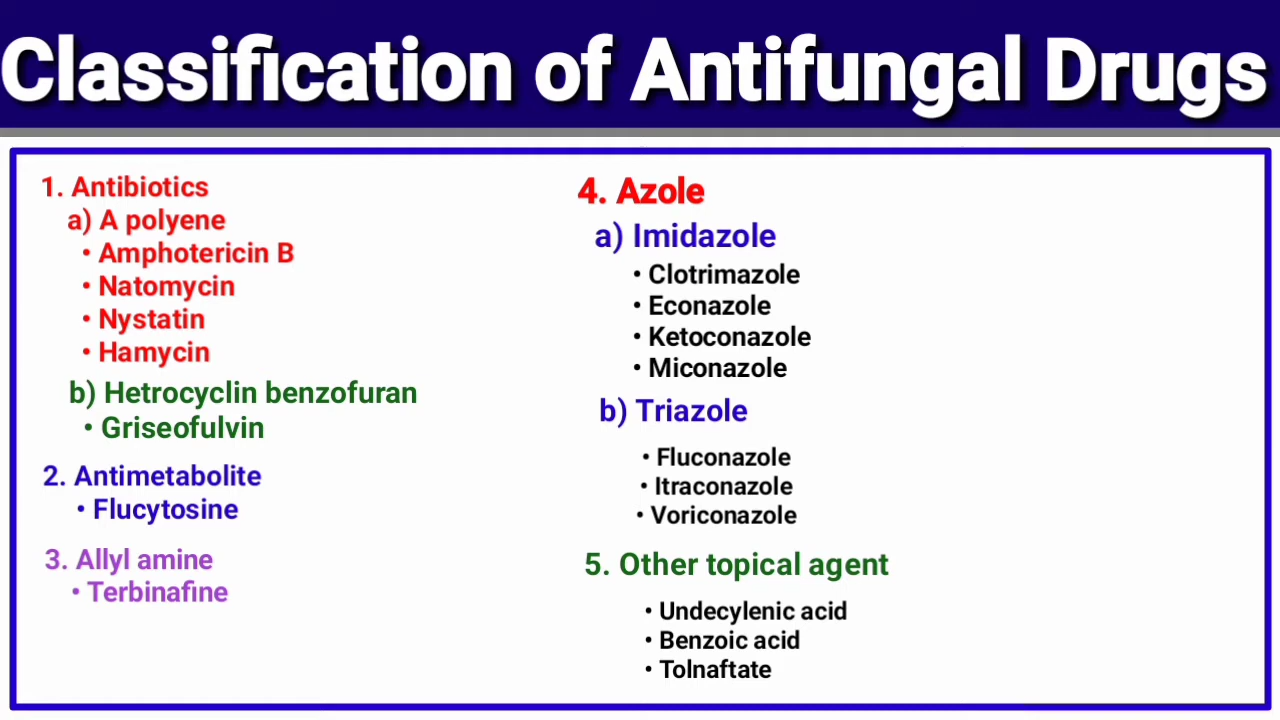 Classification of Antifungal Drugs
1. Antibiotics
a) A polyene
• Amphotericin B
• Natomycin
• Nystatin
• Hamycin
b) Hetrocyclin benzofuran
• Griseofulvin
2. Antimetabolite
• Flucytosine
3. Allyl amine
• Terbinafine
4. Azole
a) Imidazole
• Clotrimazole
• Econazole
• Ketoconazole
• Miconazole
b) Triazole
• Fluconazole
• Itraconazole
• Voriconazole
5. Other topical agent
• Undecylenic acid
• Benzoic acid
• Tolnaftate